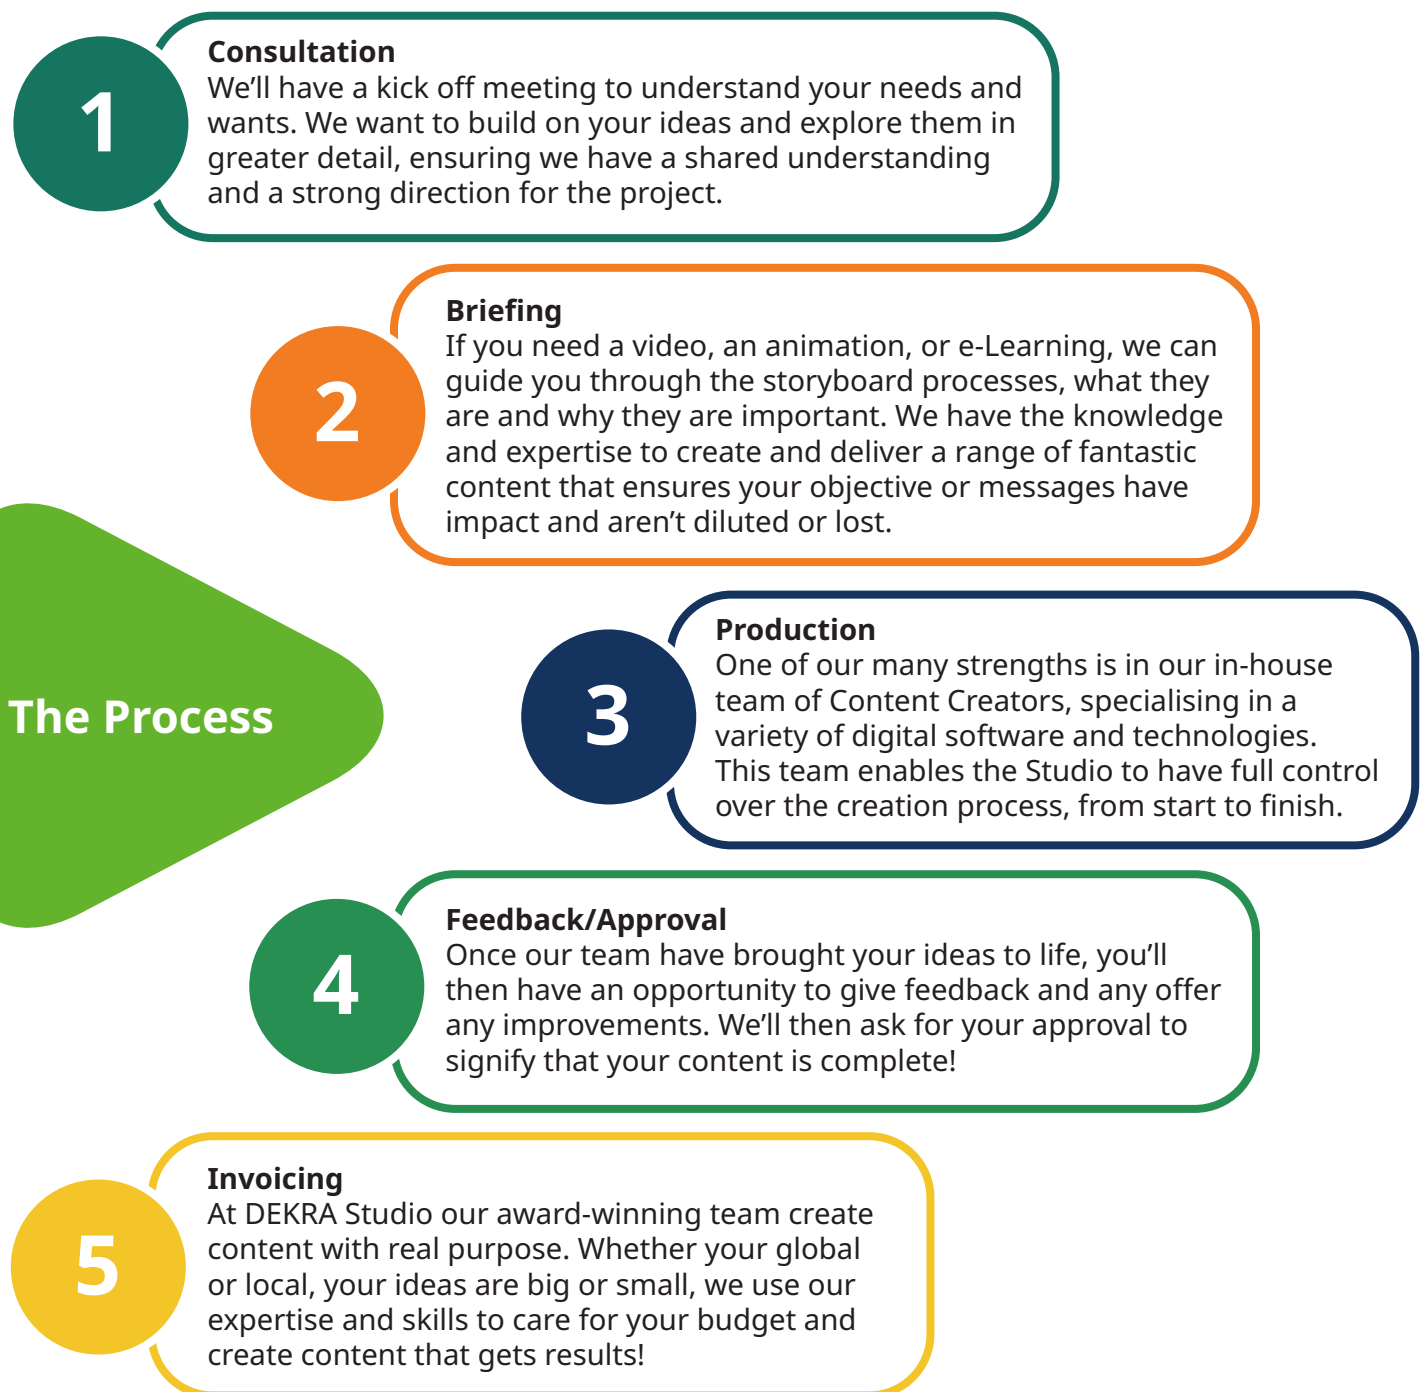 1
Consultation
We’ll have a kick off meeting to understand your needs and
wants. We want to build on your ideas and explore them in
greater detail, ensuring we have a shared understanding
and a strong direction for the project.
2
Briefing
If you need a video, an animation, or e-Learning, we can
guide you through the storyboard processes, what they
are and why they are important. We have the knowledge
and expertise to create and deliver a range of fantastic
content that ensures your objective or messages have
impact and aren’t diluted or lost.
The Process
3
Production
One of our many strengths is in our in-house
team of Content Creators, specialising in a
variety of digital software and technologies.
This team enables the Studio to have full control
over the creation process, from start to finish.
4
Feedback/Approval
Once our team have brought your ideas to life, you’ll
then have an opportunity to give feedback and any offer
any improvements. We’ll then ask for your approval to
signify that your content is complete!
5
Invoicing
At DEKRA Studio our award-winning team create
content with real purpose. Whether your global
or local, your ideas are big or small, we use our
expertise and skills to care for your budget and
create content that gets results!